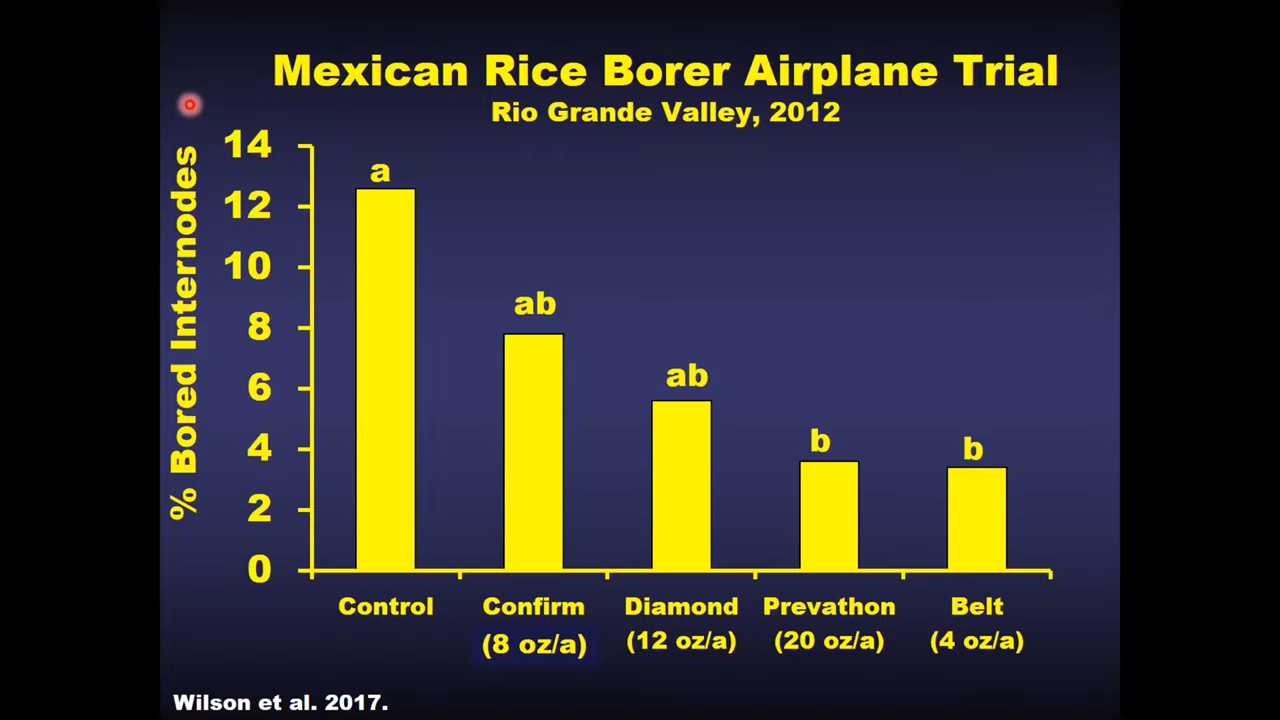 Mexican Rice Borer Airplane Trial
Rio Grande Valley, 2012
% Bored Internodes
14
12
10
8
6
4
2
0
a
ab
ab
b
b
Control Confirm Diamond Prevathon Belt
(8 oz/a) (12 oz/a) (20 oz/a) (4 oz/a)
Wilson et al. 2017.